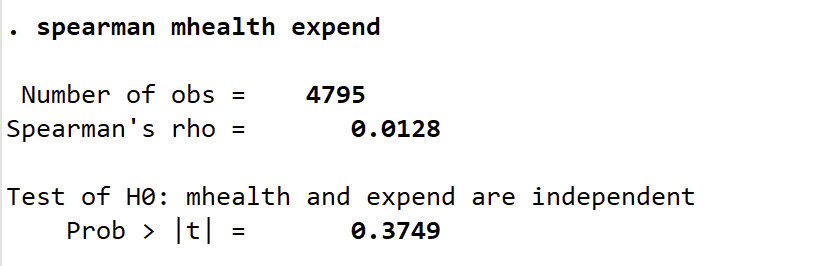 . spearman mhealth expend
Number of obs = 4795
Spearman's rho = 0.0128
Test of H0: mhealth and expend are independent
Prob > |t| = 0.3749